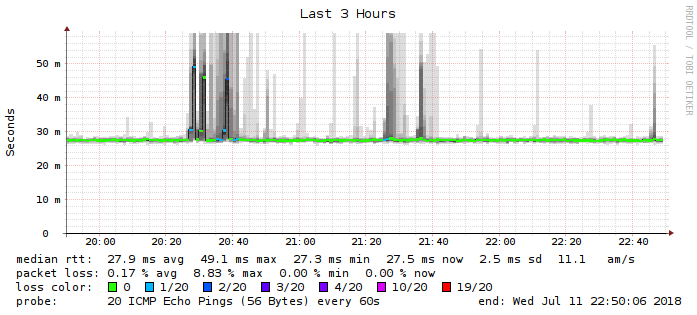 Last 3 Hours
RRDTOOL / TOBI OETIKER
Seconds
50 m
40 m
30 m
20 m
10 m
0
20:00 20:20 20:40 21:00 21:20 21:40 22:00 22:20 22:40
median rtt: 27.9 ms avg 49.1 ms max 27.3 ms min 27.5 ms now 2.5 ms sd 11.1 am/s
packet loss: 0.17 % avg 8.83 % max 0.00 % min 0.00 % now
loss color: 0 1/20 2/20 3/20 4/20 10/20 19/20
probe: 20 ICMP Echo Pings (56 Bytes) every 60s end: Wed Jul 11 22:50:06 2018